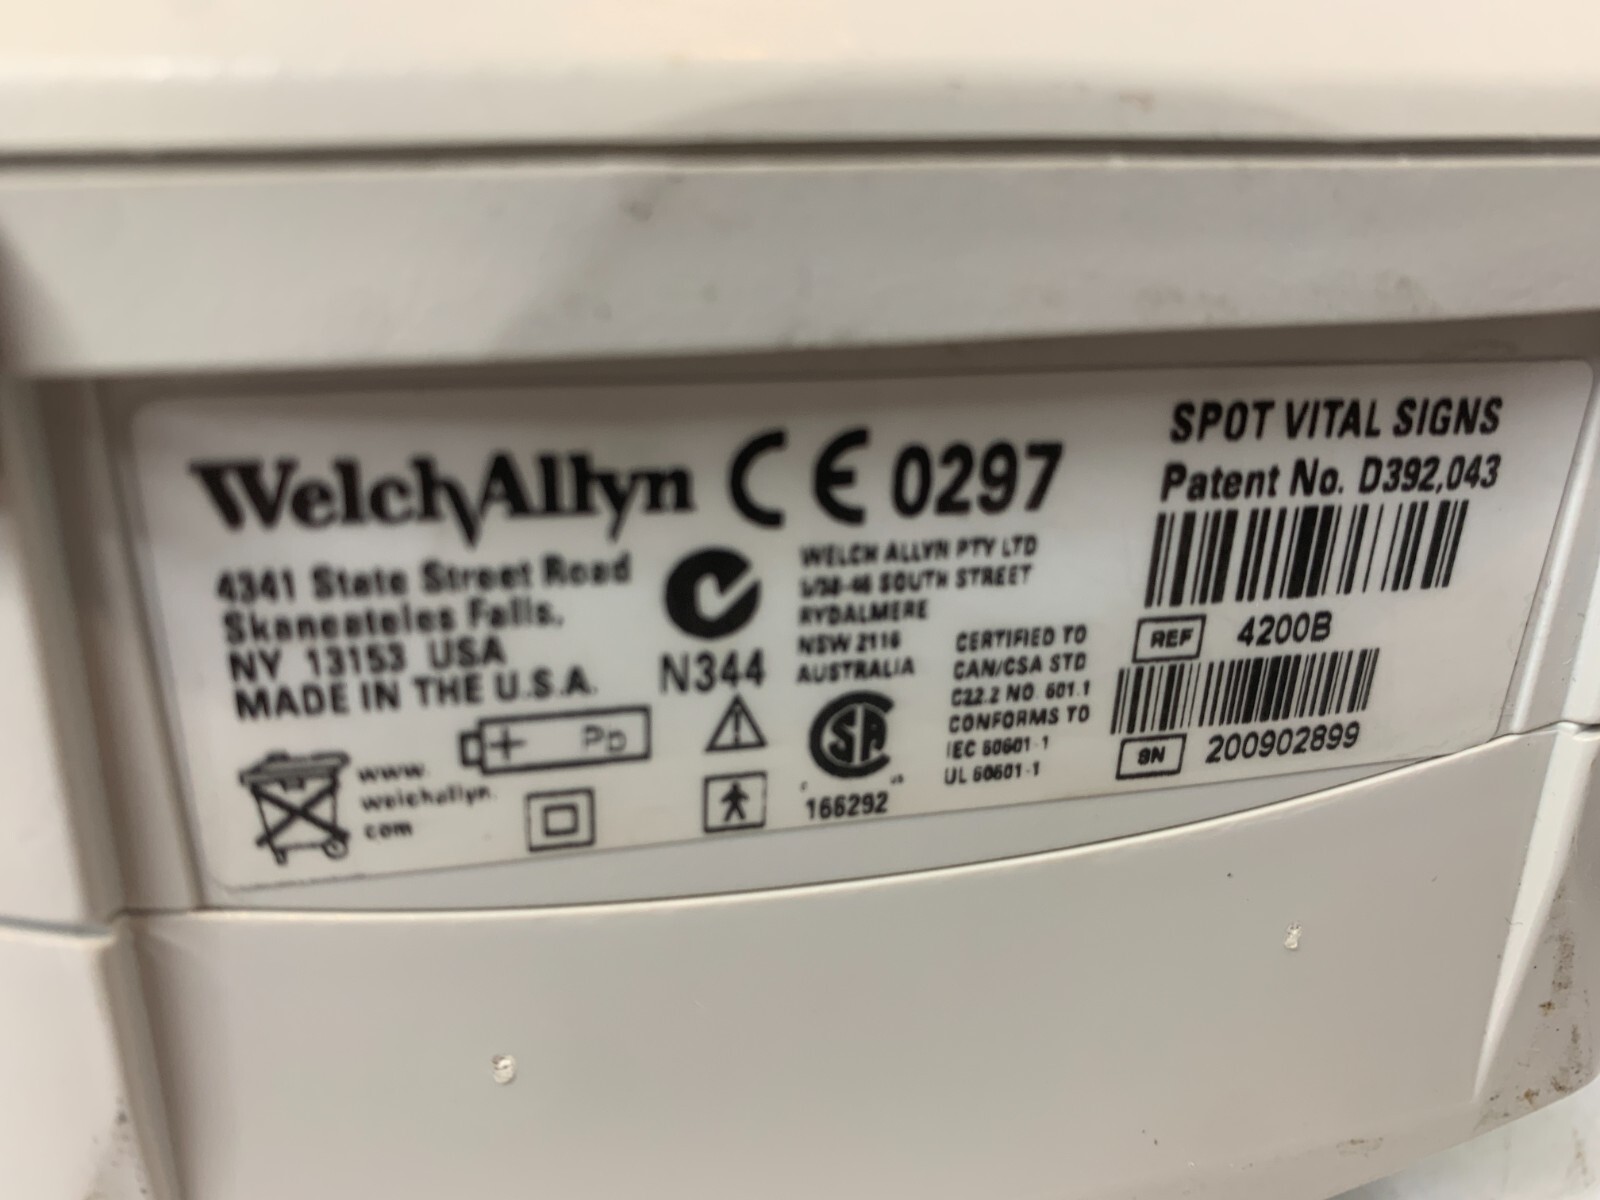 WelchAllyn
CE 0297
4341 State Street Road
Skaneateles Falls,
NY 13153 USA
MADE IN THE U.S.A.
www.
welchallyn.
com
+ Pb
N344
WELCH ALLYN PTY LTD
SOUTH STREET
RYDALMERE
NSW 2116
AUSTRALIA
SA
166292
CERTIFIED TO
CAN/CSA STD
C22.2 NO. 601.1
CONFORMS TO
IEC 60601-1
UL 60601-1
SPOT VITAL SIGNS
Patent No. D392,043
REF 4200B
SN 200902899